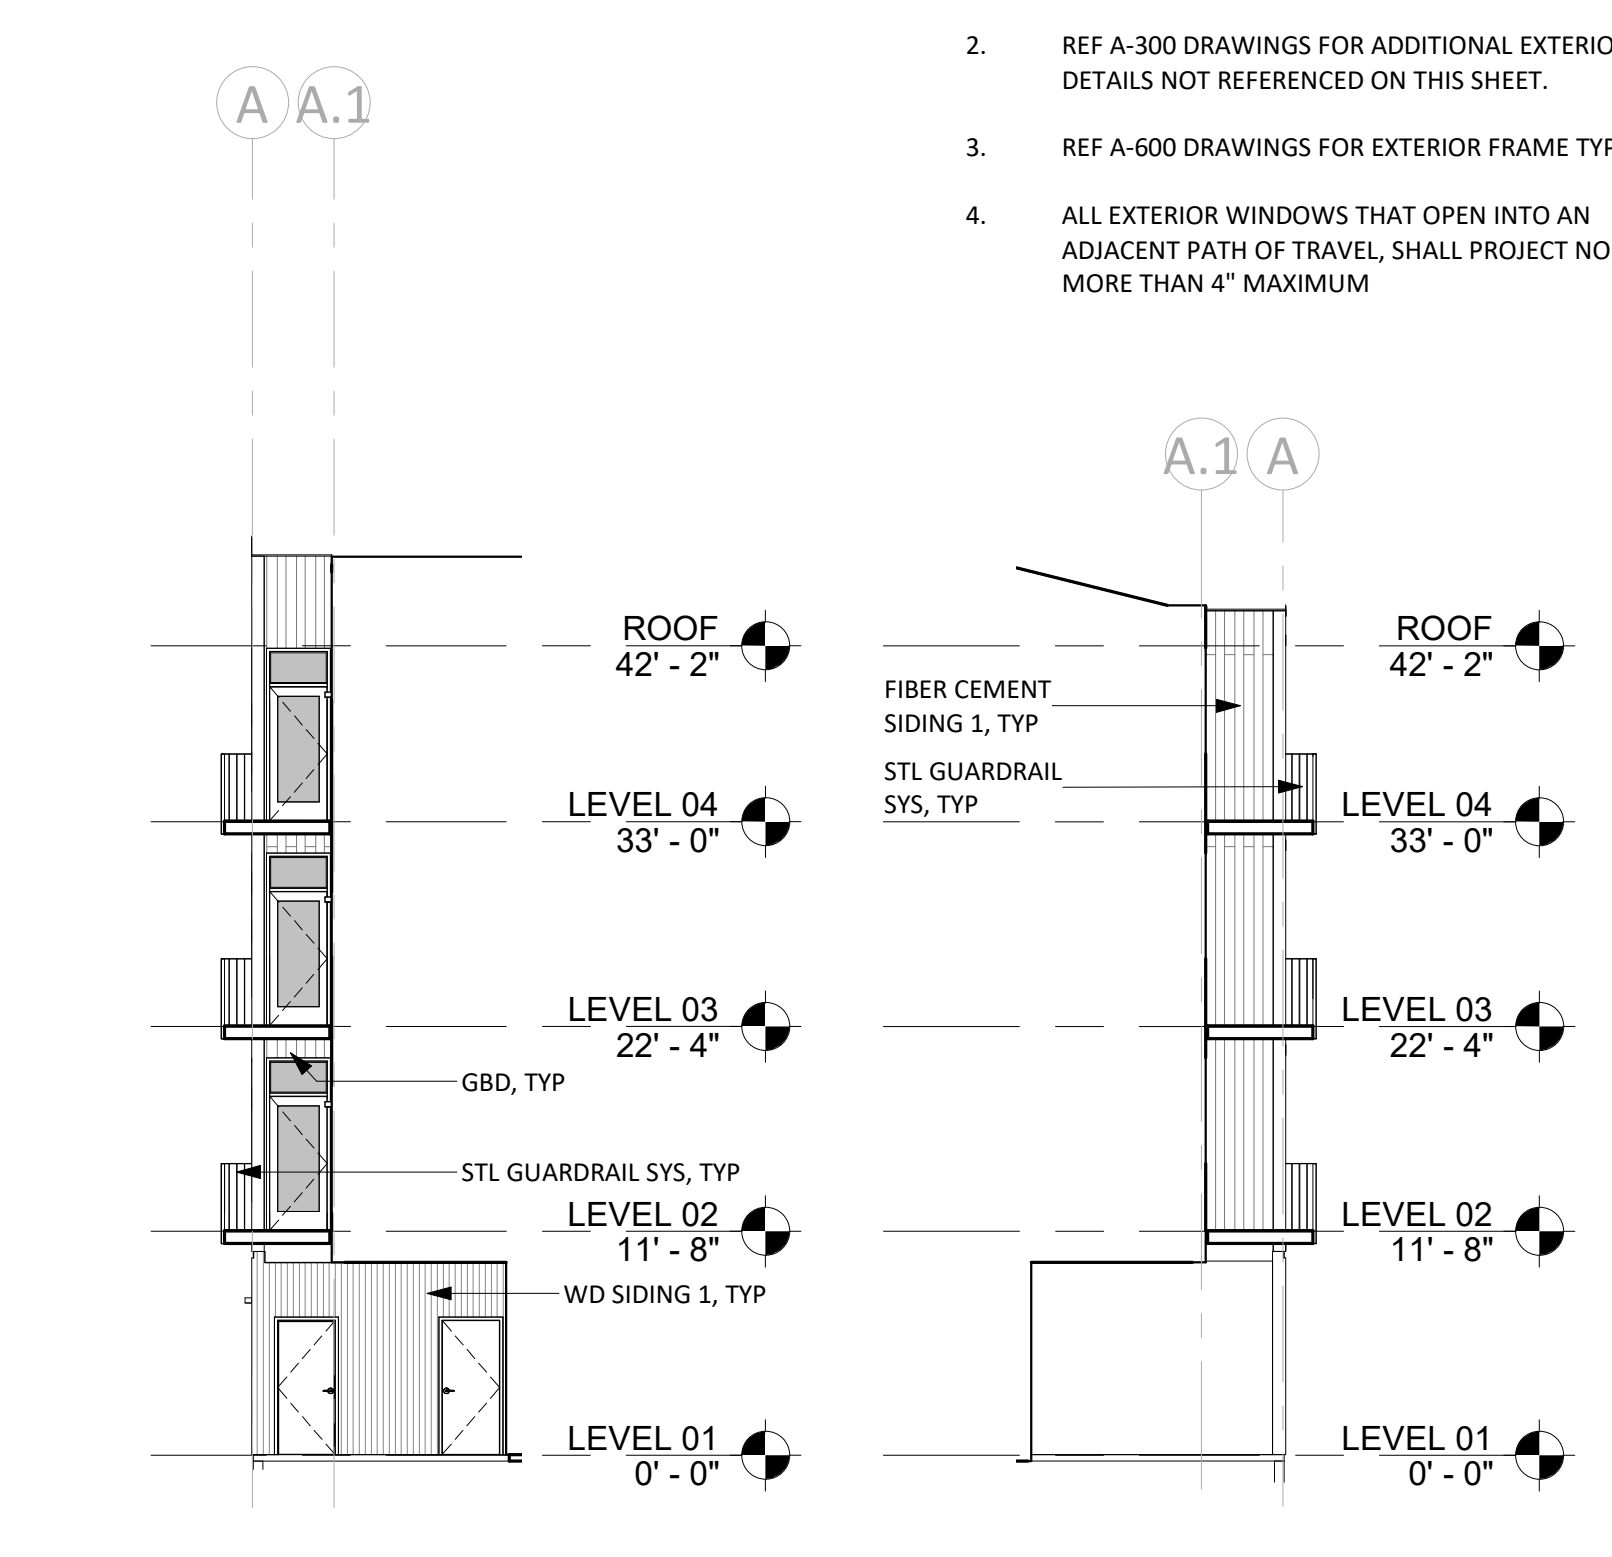 2. REF A-300 DRAWINGS FOR ADDITIONAL EXTERIO
DETAILS NOT REFERENCED ON THIS SHEET.
3. REF A-600 DRAWINGS FOR EXTERIOR FRAME TYP
4. ALL EXTERIOR WINDOWS THAT OPEN INTO AN
ADJACENT PATH OF TRAVEL, SHALL PROJECT NO
MORE THAN 4" MAXIMUM
A A.1
ROOF
42' - 2"
LEVEL 04
33' - 0"
LEVEL 03
22' - 4"
GBD, TYP
STL GUARDRAIL SYS, TYP
LEVEL 02
11' - 8"
WD SIDING 1, TYP
LEVEL 01
0' - 0"
A.1 A
ROOF
42' - 2"
FIBER CEMENT
SIDING 1, TYP
STL GUARDRAIL
SYS, TYP
LEVEL 04
33' - 0"
LEVEL 03
22' - 4"
LEVEL 02
11' - 8"
LEVEL 01
0' - 0"